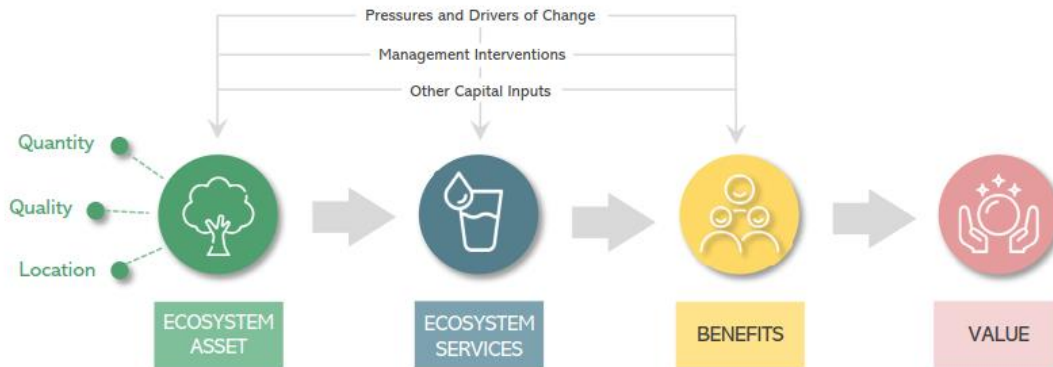 Pressures and Drivers of Change
Management Interventions
Other Capital Inputs
Quantity
Quality
Location
ECOSYSTEM
ASSET
ECOSYSTEM
SERVICES
BENEFITS
VALUE